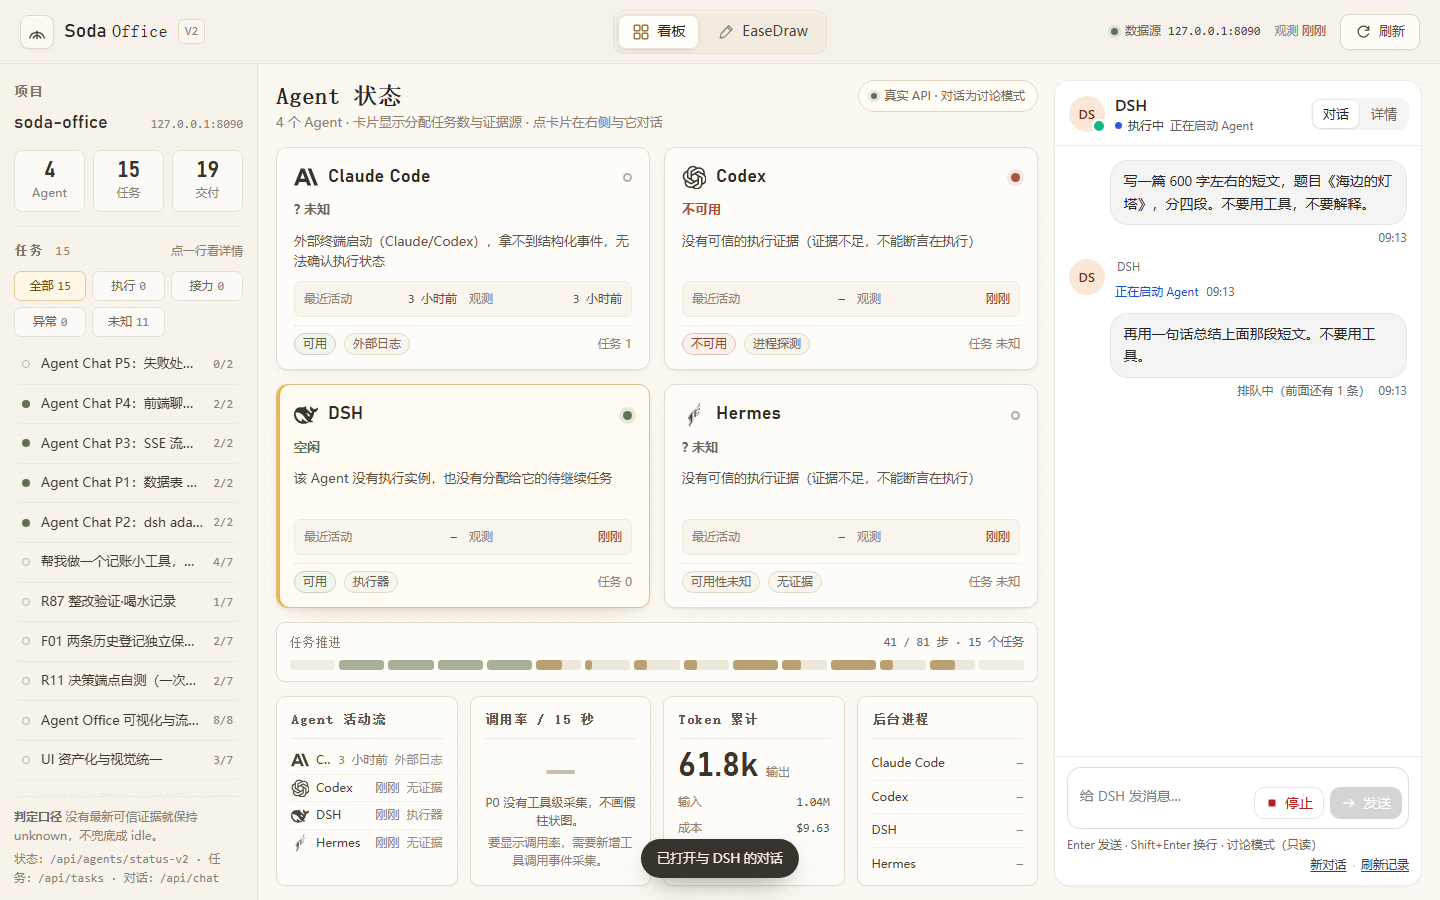 Soda Office V2
看板
EaseDraw
数据源 127.0.0.1:8090
观测 刚刚
刷新
项目
soda-office 127.0.0.1:8090
4 15 19
Agent 任务 交付
任务 15 点一行看详情
全部 15 执行 0 接力 0
异常 0 未知 11
Agent Chat P5：失败处... 0/2
Agent Chat P4：前端聊... 2/2
Agent Chat P3：SSE 流... 2/2
Agent Chat P1：数据表 ... 2/2
Agent Chat P2：dsh ada... 2/2
帮我做一个记账小工具，... 4/7
R87 整改验证·喝水记录 1/7
F01 两条历史登记独立保... 2/7
R11 决策端点自测（一次... 2/7
Agent Office 可视化与流... 8/8
UI 资产化与视觉统一 3/7
判定口径 没有最新可信证据就保持
unknown，不兜底成 idle。
状态: /api/agents/status-v2 · 任
务: /api/tasks · 对话: /api/chat
Agent 状态
4 个 Agent · 卡片显示分配任务数与证据源 · 点卡片在右侧与它对话
真实 API · 对话为讨论模式
Claude Code
? 未知
外部终端启动（Claude/Codex），拿不到结构化事件，无
法确认执行状态
最近活动 3 小时前 观测 3 小时前
可用 外部日志 任务 1
Codex
不可用
没有可信的执行证据（证据不足，不能断言在执行）
最近活动 — 观测 刚刚
不可用 进程探测 任务 未知
DSH
空闲
该 Agent 没有执行实例，也没有分配给它的待继续任务
最近活动 — 观测 刚刚
可用 执行器 任务 0
Hermes
? 未知
没有可信的执行证据（证据不足，不能断言在执行）
最近活动 — 观测 刚刚
可用性未知 无证据 任务 未知
任务推进 41 / 81 步 · 15 个任务
Agent 活动流
C.. 3 小时前 外部日志
Codex 刚刚 无证据
DSH 刚刚 执行器
Hermes 刚刚 无证据
调用率 / 15 秒
—
P0 没有工具级采集，不画假
柱状图。
要显示调用率，需要新增工
具调用事件采集。
Token 累计
61.8k 输出
输入 1.04M
成本 $9.63
后台进程
Claude Code —
Codex —
DSH —
Hermes —
已打开与 DSH 的对话
DS
DSH
执行中 正在启动 Agent
对话 详情
写一篇 600 字左右的短文，题目《海边的灯
塔》，分四段。不要用工具，不要解释。
09:13
DS
DSH
正在启动 Agent 09:13
再用一句话总结上面那段短文。不要用工
具。
排队中（前面还有 1 条） 09:13
给 DSH 发消息...
停止
发送
Enter 发送 · Shift+Enter 换行 · 讨论模式（只读）
新对话 · 刷新记录